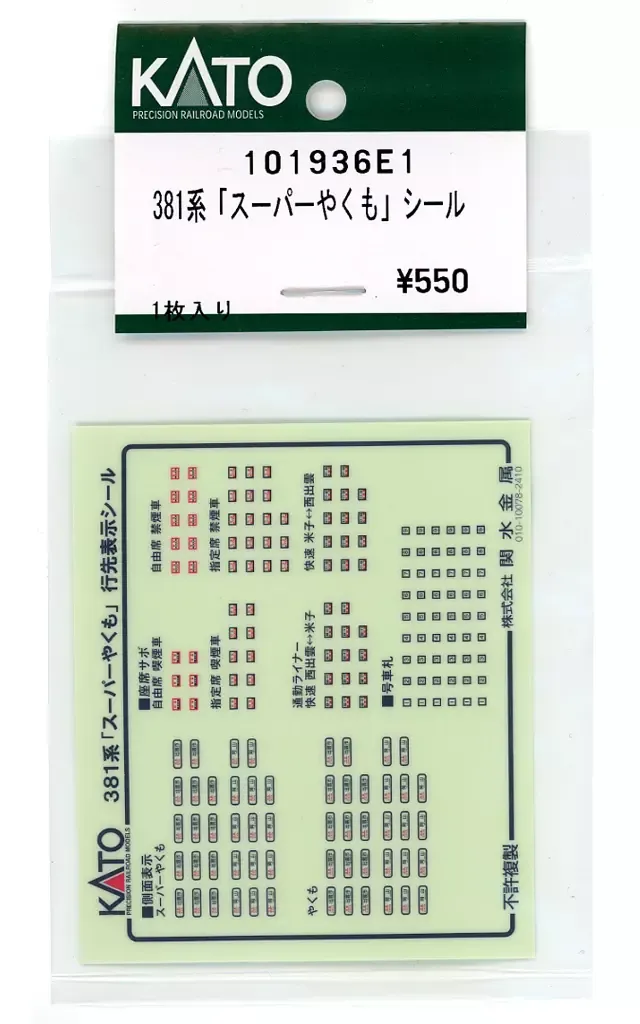 KATO
PRECISION RAILROAD MODELS
101936E1
381系「スーパーやくも」シール
¥550
1枚入り
KATO
PRECISION RAILROAD MODELS
381系「スーパーやくも」行先表示シール
■側面表示
スーパーやくも
やくも
■座席サボ
自由席 喫煙車
自由席 禁煙車
指定席 喫煙車
指定席 禁煙車
通勤ライナー
快速 西出雲↔米子
快速 米子↔西出雲
■号車札
不許複製
株式会社 関水金属
010-10078-2410